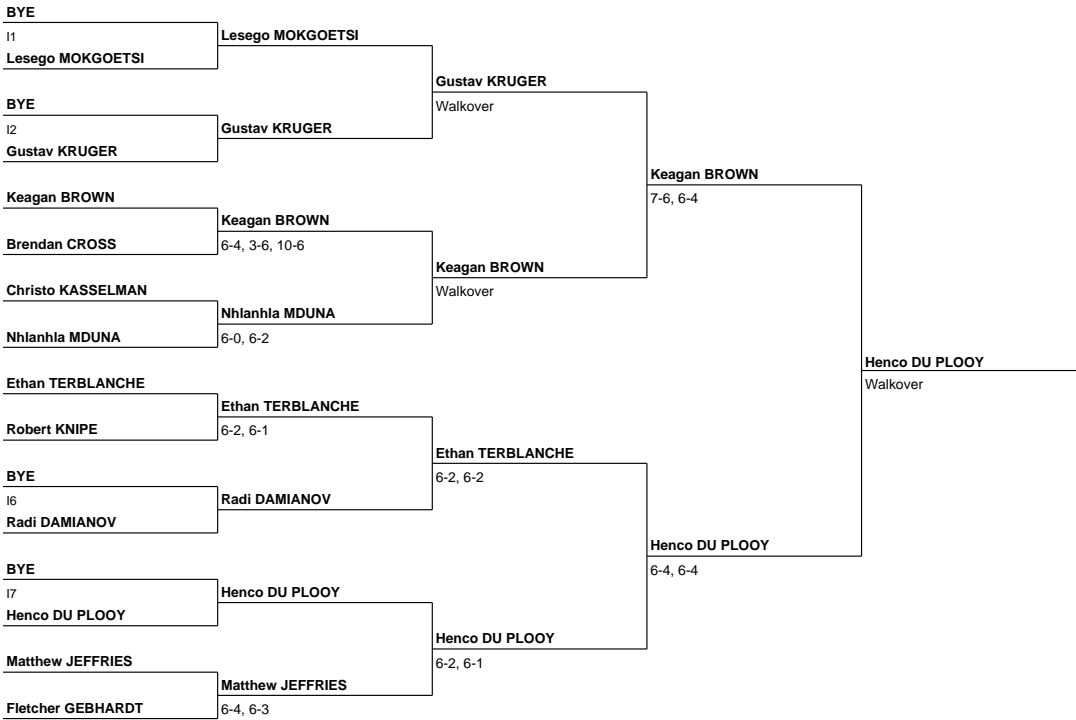 BYE
I1
Lesego MOKGOETSI
BYE
I2
Gustav KRUGER
Keagan BROWN
Brendan CROSS
Christo KASSELMAN
Nhlanhla MDUNA
Ethan TERBLANCHE
Robert KNIPE
BYE
I6
Radi DAMIANOV
BYE
I7
Henco DU PLOOY
Matthew JEFFRIES
Fletcher GEBHARDT
Lesego MOKGOETSI
Gustav KRUGER
Keagan BROWN
6-4, 3-6, 10-6
Nhlanhla MDUNA
6-0, 6-2
Ethan TERBLANCHE
6-2, 6-1
Radi DAMIANOV
Henco DU PLOOY
Matthew JEFFRIES
6-4, 6-3
Gustav KRUGER
Walkover
Keagan BROWN
Walkover
Ethan TERBLANCHE
6-2, 6-2
Henco DU PLOOY
6-2, 6-1
Keagan BROWN
7-6, 6-4
Henco DU PLOOY
6-4, 6-4
Henco DU PLOOY
Walkover